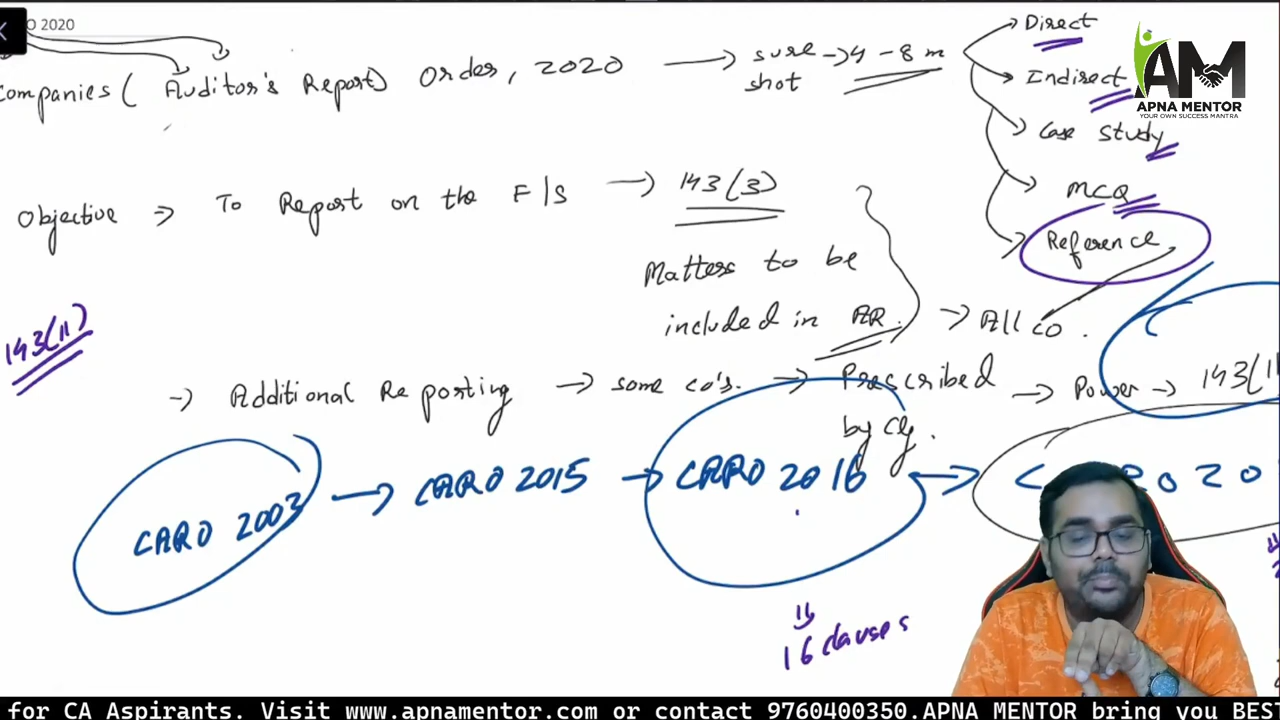 O 2020
Companies ( Auditor's Report) Order, 2020 → sure shot → 4 - 8 m
Direct
Indirect
Case Study
MCQ
Reference
AM
APNA MENTOR
YOUR OWN SUCCESS MANTRA
Objective ⇒ To Report on the F/S → 143(3)
Matters to be
included in AR. → All co.
143(11)
→ Additional Reporting → some co's. → Prescribed → Power → 143(11
by CG.
CARO 2003 → CARO 2015 → CARO 2016 → C R O 2 0
16 clauses
for CA Aspirants. Visit www.apnamentor.com or contact 9760400350.APNA MENTOR bring you BEST